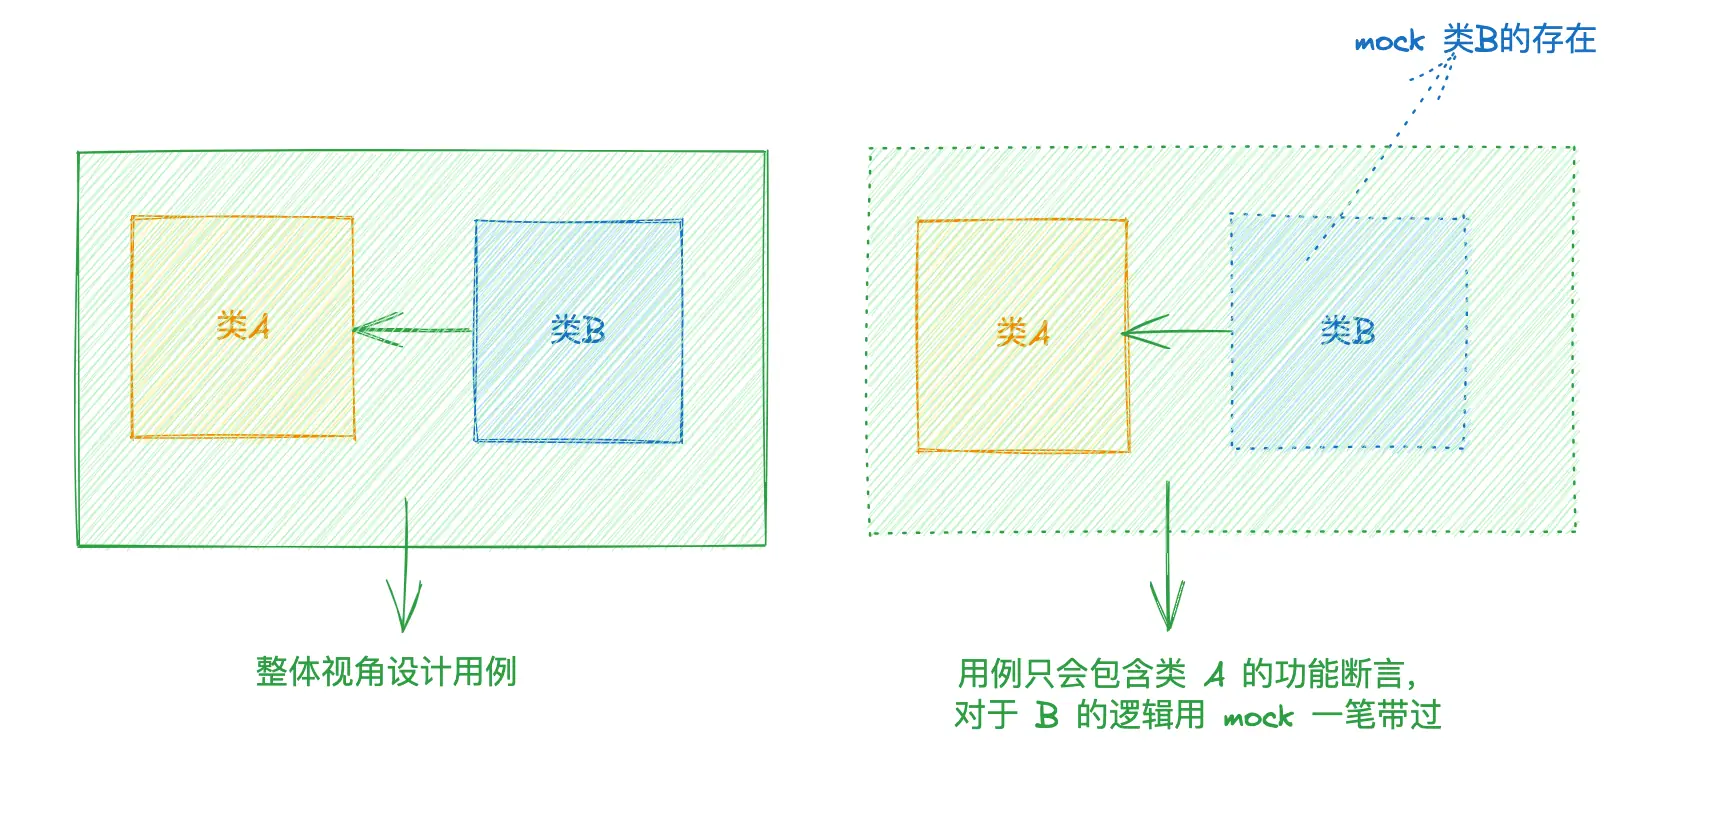 mock 类B的存在
类A
类B
类A
类B
整体视角设计用例
用例只会包含类 A 的功能断言，
对于 B 的逻辑用 mock 一笔带过